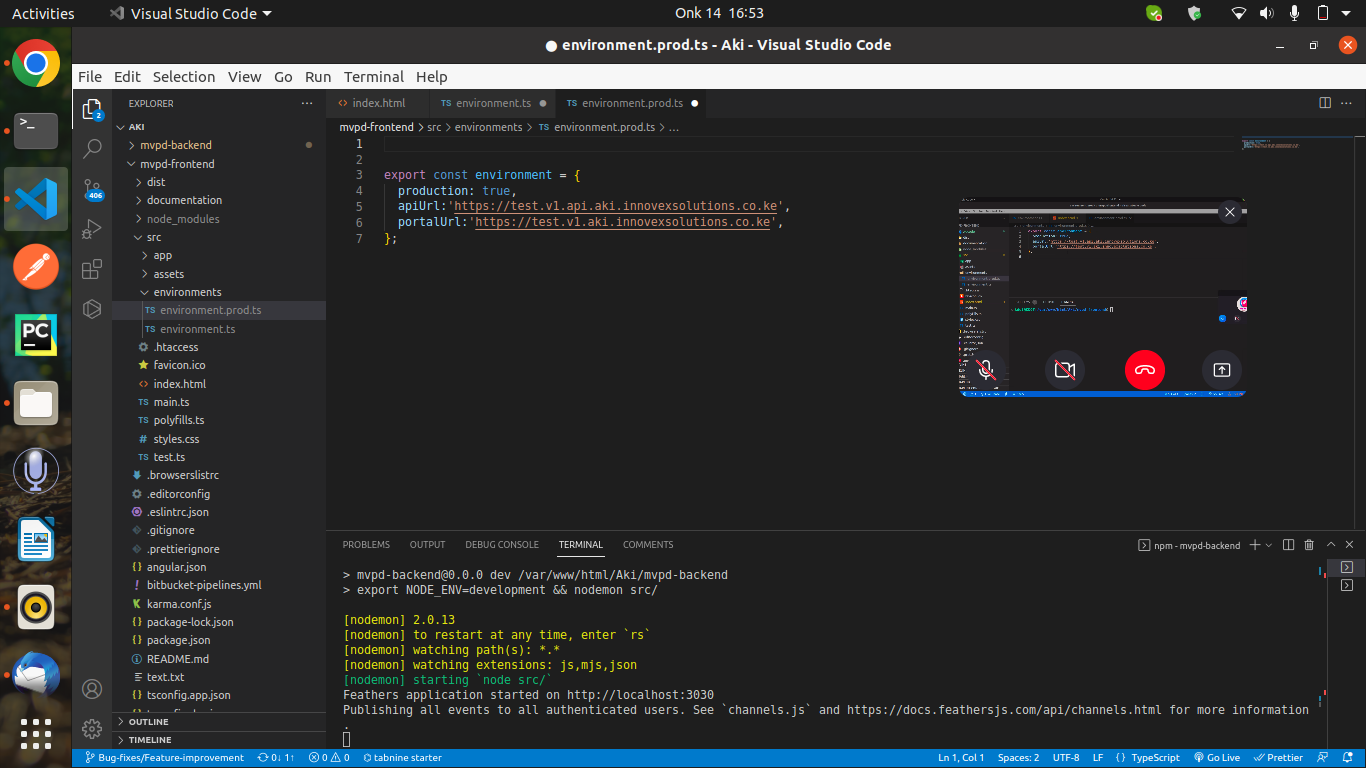 Activities
Visual Studio Code
Onk 14 16:53
● environment.prod.ts - Aki - Visual Studio Code
File Edit Selection View Go Run Terminal Help
EXPLORER
index.html
TS environment.ts
TS environment.prod.ts
mvpd-frontend > src > environments > TS environment.prod.ts > ...
AKI
mvpd-backend
mvpd-frontend
dist
documentation
node_modules
src
app
assets
environments
TS environment.prod.ts
TS environment.ts
.htaccess
favicon.ico
index.html
TS main.ts
TS polyfills.ts
# styles.css
TS test.ts
.browserslistrc
.editorconfig
.eslintrc.json
.gitignore
.prettierignore
{} angular.json
! bitbucket-pipelines.yml
K karma.conf.js
{} package-lock.json
{} package.json
README.md
text.txt
{} tsconfig.app.json
OUTLINE
TIMELINE
2
406
PC
>_
1
2
3 export const environment = {
4 production: true,
5 apiUrl:'https://test.v1.api.aki.innovexsolutions.co.ke',
6 portalUrl:'https://test.v1.aki.innovexsolutions.co.ke',
7 };
PROBLEMS OUTPUT DEBUG CONSOLE TERMINAL COMMENTS
npm - mvpd-backend
> mvpd-backend@0.0.0 dev /var/www/html/Aki/mvpd-backend
> export NODE_ENV=development && nodemon src/
[nodemon] 2.0.13
[nodemon] to restart at any time, enter `rs`
[nodemon] watching path(s): *.*
[nodemon] watching extensions: js,mjs,json
[nodemon] starting `node src/`
Feathers application started on http://localhost:3030
Publishing all events to all authenticated users. See `channels.js` and https://docs.feathersjs.com/api/channels.html for more information
.
Bug-fixes/Feature-improvement 0↓ 1↑ 0 0 tabnine starter
Ln 1, Col 1 Spaces: 2 UTF-8 LF {} TypeScript Go Live Prettier